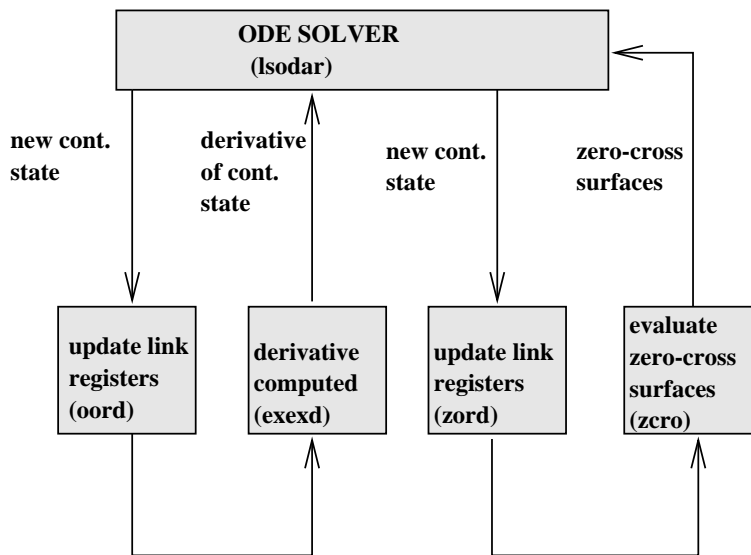 ODE SOLVER
(lsodar)
new cont.
state
derivative
of cont.
state
new cont.
state
zero-cross
surfaces
update link
registers
(oord)
derivative
computed
(exexd)
update link
registers
(zord)
evaluate
zero-cross
surfaces
(zcro)